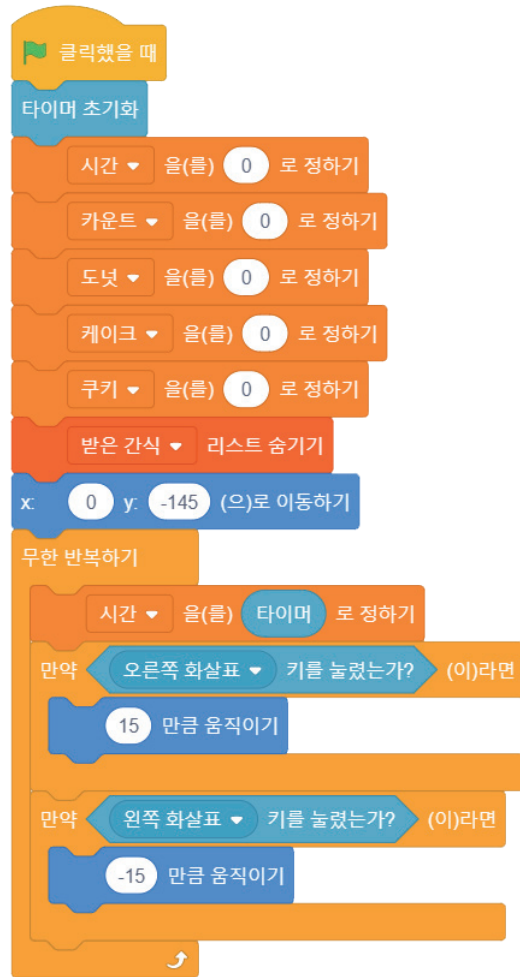 클릭했을 때
타이머 초기화
시간 을(를) 0 로 정하기
카운트 을(를) 0 로 정하기
도넛 을(를) 0 로 정하기
케이크 을(를) 0 로 정하기
쿠키 을(를) 0 로 정하기
받은 간식 리스트 숨기기
x: 0 y: -145 (으)로 이동하기
무한 반복하기
시간 을(를) 타이머 로 정하기
만약 오른쪽 화살표 키를 눌렀는가? (이)라면
15 만큼 움직이기
만약 왼쪽 화살표 키를 눌렀는가? (이)라면
-15 만큼 움직이기